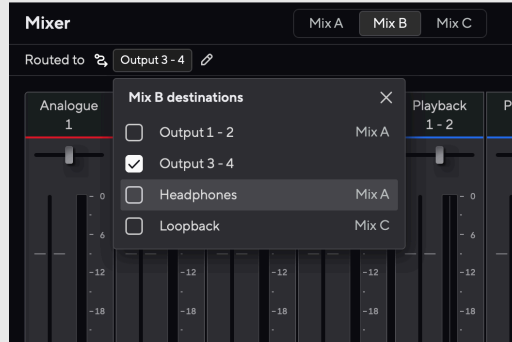 Mixer
Mix A Mix B Mix C
Routed to Output 3 - 4
Mix B destinations
Output 1 - 2 Mix A
Output 3 - 4
Headphones Mix A
Loopback Mix C
Analogue
1
Playback
1 - 2
P
0 0
6 6
-12 -12 -12 -12 -12
-18 -18 -18 -18 -18